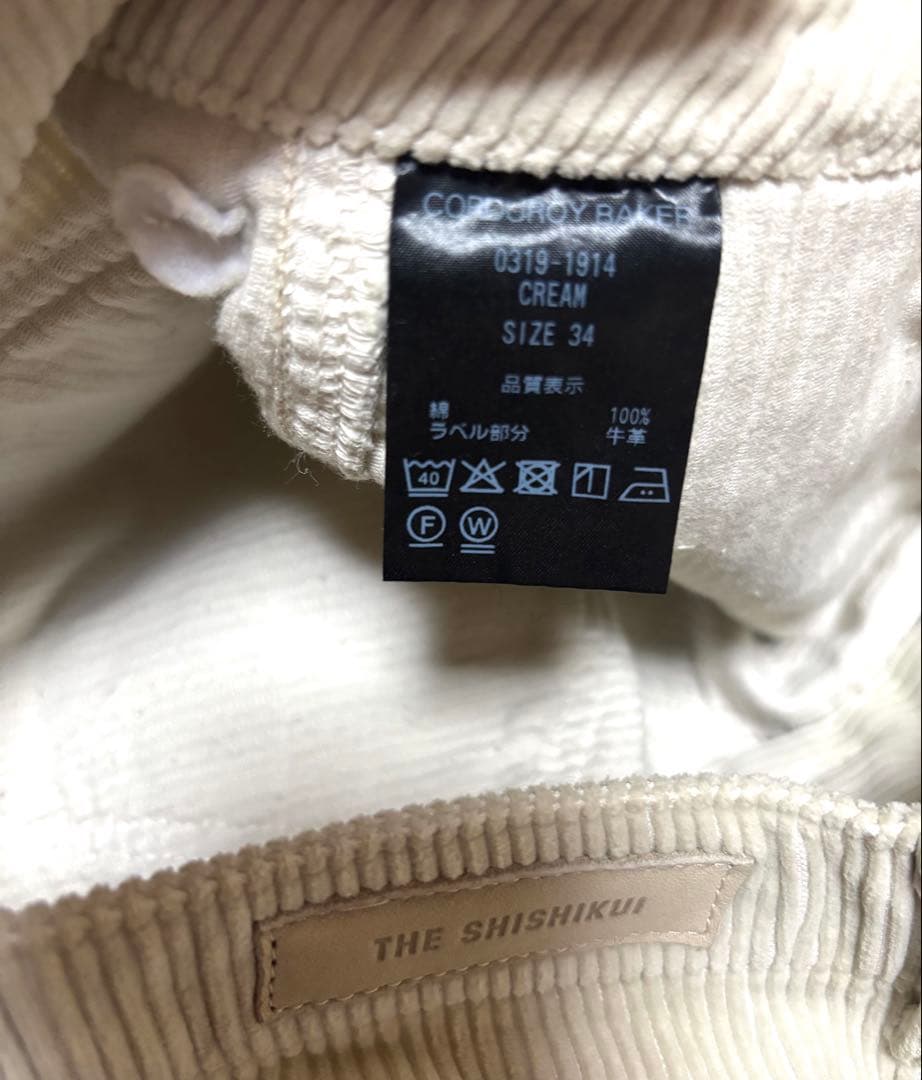 CORDUROY BAKER
0319-1914
CREAM
SIZE 34
品質表示
綿 100%
ラベル部分 牛革
40
F W
THE SHISHIKUI